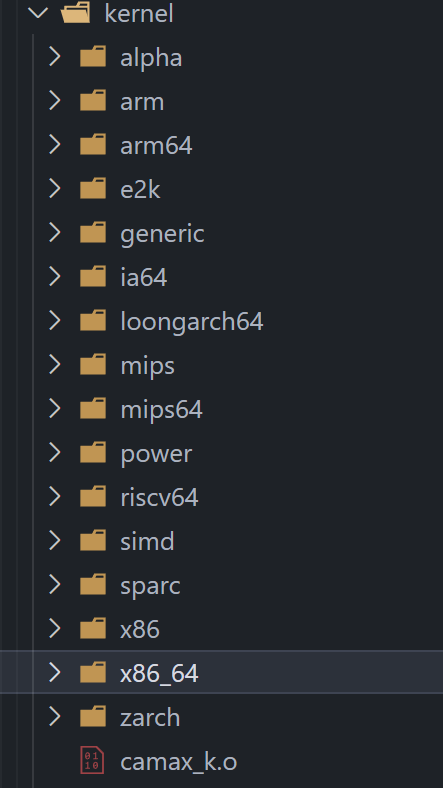 kernel
alpha
arm
arm64
e2k
generic
ia64
loongarch64
mips
mips64
power
riscv64
simd
sparc
x86
x86_64
zarch
camax_k.o